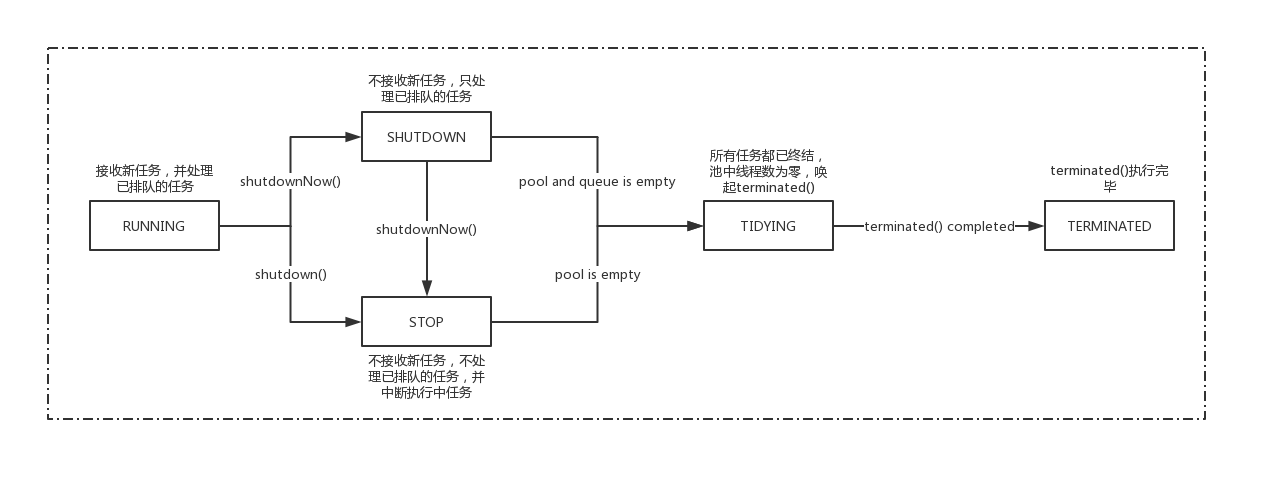 不接收新任务，只处
理已排队的任务
SHUTDOWN
接收新任务，并处理
已排队的任务
RUNNING
shutdownNow()
shutdownNow()
shutdown()
STOP
不接收新任务，不处
理已排队的任务，并
中断执行中任务
pool and queue is empty
pool is empty
所有任务都已终结，
池中线程数为零，唤
起terminated()
TIDYING
terminated() completed
terminated()执行完
毕
TERMINATED